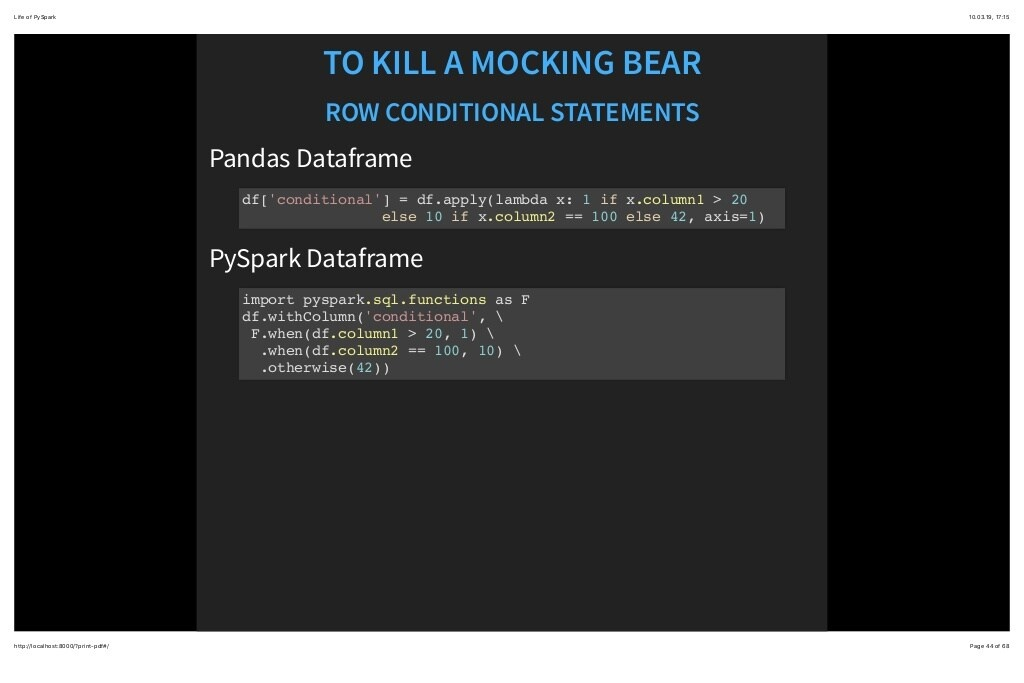 Life of PySpark
10.03.19, 17:15
TO KILL A MOCKING BEAR
ROW CONDITIONAL STATEMENTS
Pandas Dataframe
df['conditional'] = df.apply(lambda x: 1 if x.column1 > 20
else 10 if x.column2 == 100 else 42, axis=1)
PySpark Dataframe
import pyspark.sql.functions as F
df.withColumn('conditional', \
F.when(df.column1 > 20, 1) \
.when(df.column2 == 100, 10) \
.otherwise(42))
http://localhost:8000/?print-pdf#/
Page 44 of 68